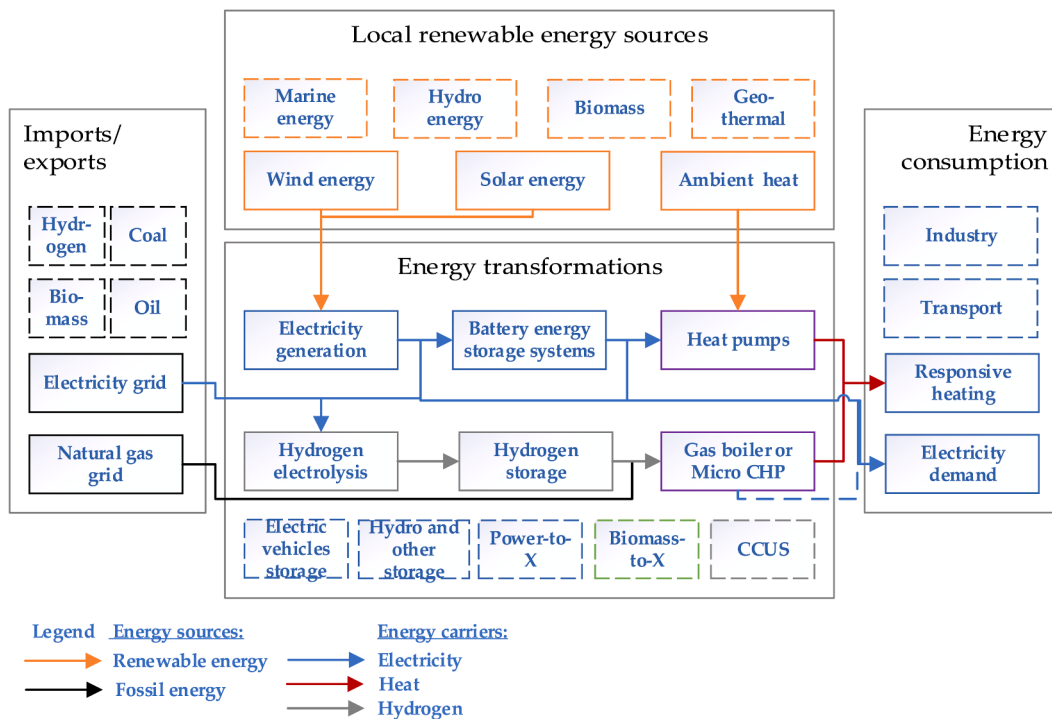 Local renewable energy sources
Marine
energy
Hydro
energy
Biomass
Geo-
thermal
Wind energy
Solar energy
Ambient heat
Imports/
exports
Hydr-
ogen
Coal
Bio-
mass
Oil
Electricity grid
Natural gas
grid
Energy transformations
Electricity
generation
Battery energy
storage systems
Heat pumps
Hydrogen
electrolysis
Hydrogen
storage
Gas boiler or
Micro CHP
Electric
vehicles
storage
Hydro and
other
storage
Power-to-
X
Biomass-
to-X
CCUS
Energy
consumption
Industry
Transport
Responsive
heating
Electricity
demand
Legend
Energy sources:
Renewable energy
Fossil energy
Energy carriers:
Electricity
Heat
Hydrogen